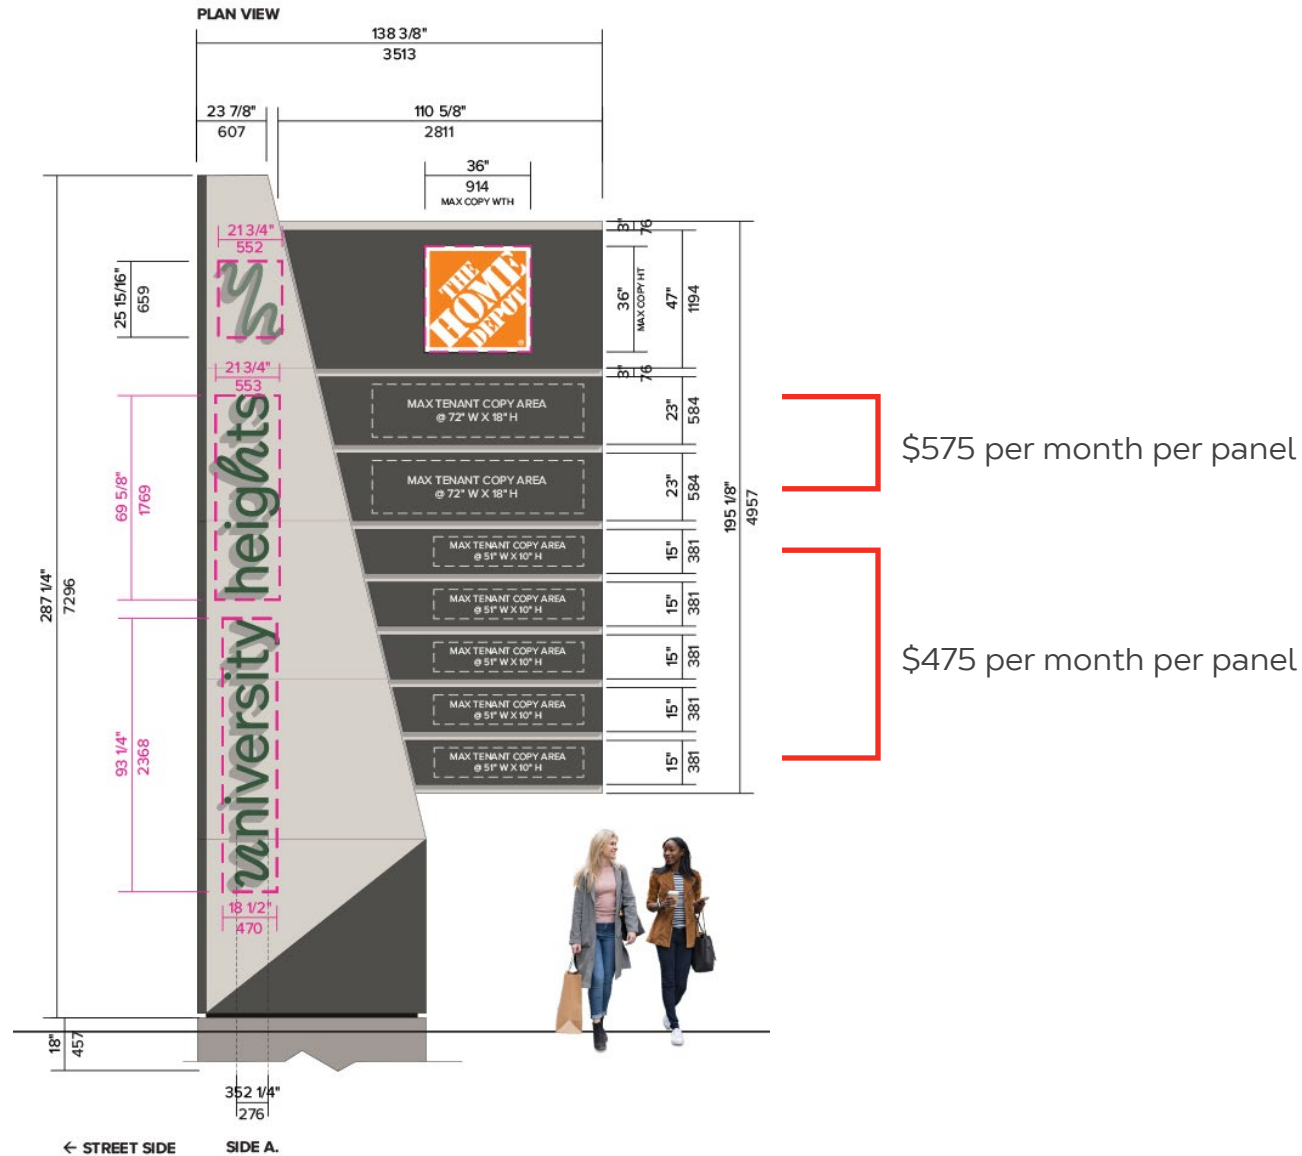 PLAN VIEW
138 3/8"
3513
23 7/8"
607
110 5/8"
2811
36"
914
MAX COPY WTH
21 3/4"
552
25 15/16"
659
3"
76
THE
HOME
DEPOT
36"
MAX COPY HT
47"
1194
3"
76
21 3/4"
553
69 5/8"
1769
heights
MAX TENANT COPY AREA
@ 72" W X 18" H
23"
584
$575 per month per panel
MAX TENANT COPY AREA
@ 72" W X 18" H
23"
584
195 1/8"
4957
MAX TENANT COPY AREA
@ 51" W X 10" H
15"
381
287 1/4"
7296
MAX TENANT COPY AREA
@ 51" W X 10" H
15"
381
university
MAX TENANT COPY AREA
@ 51" W X 10" H
15"
381
$475 per month per panel
MAX TENANT COPY AREA
@ 51" W X 10" H
15"
381
93 1/4"
2368
MAX TENANT COPY AREA
@ 51" W X 10" H
15"
381
18 1/2"
470
18"
457
352 1/4"
276
← STREET SIDE
SIDE A.